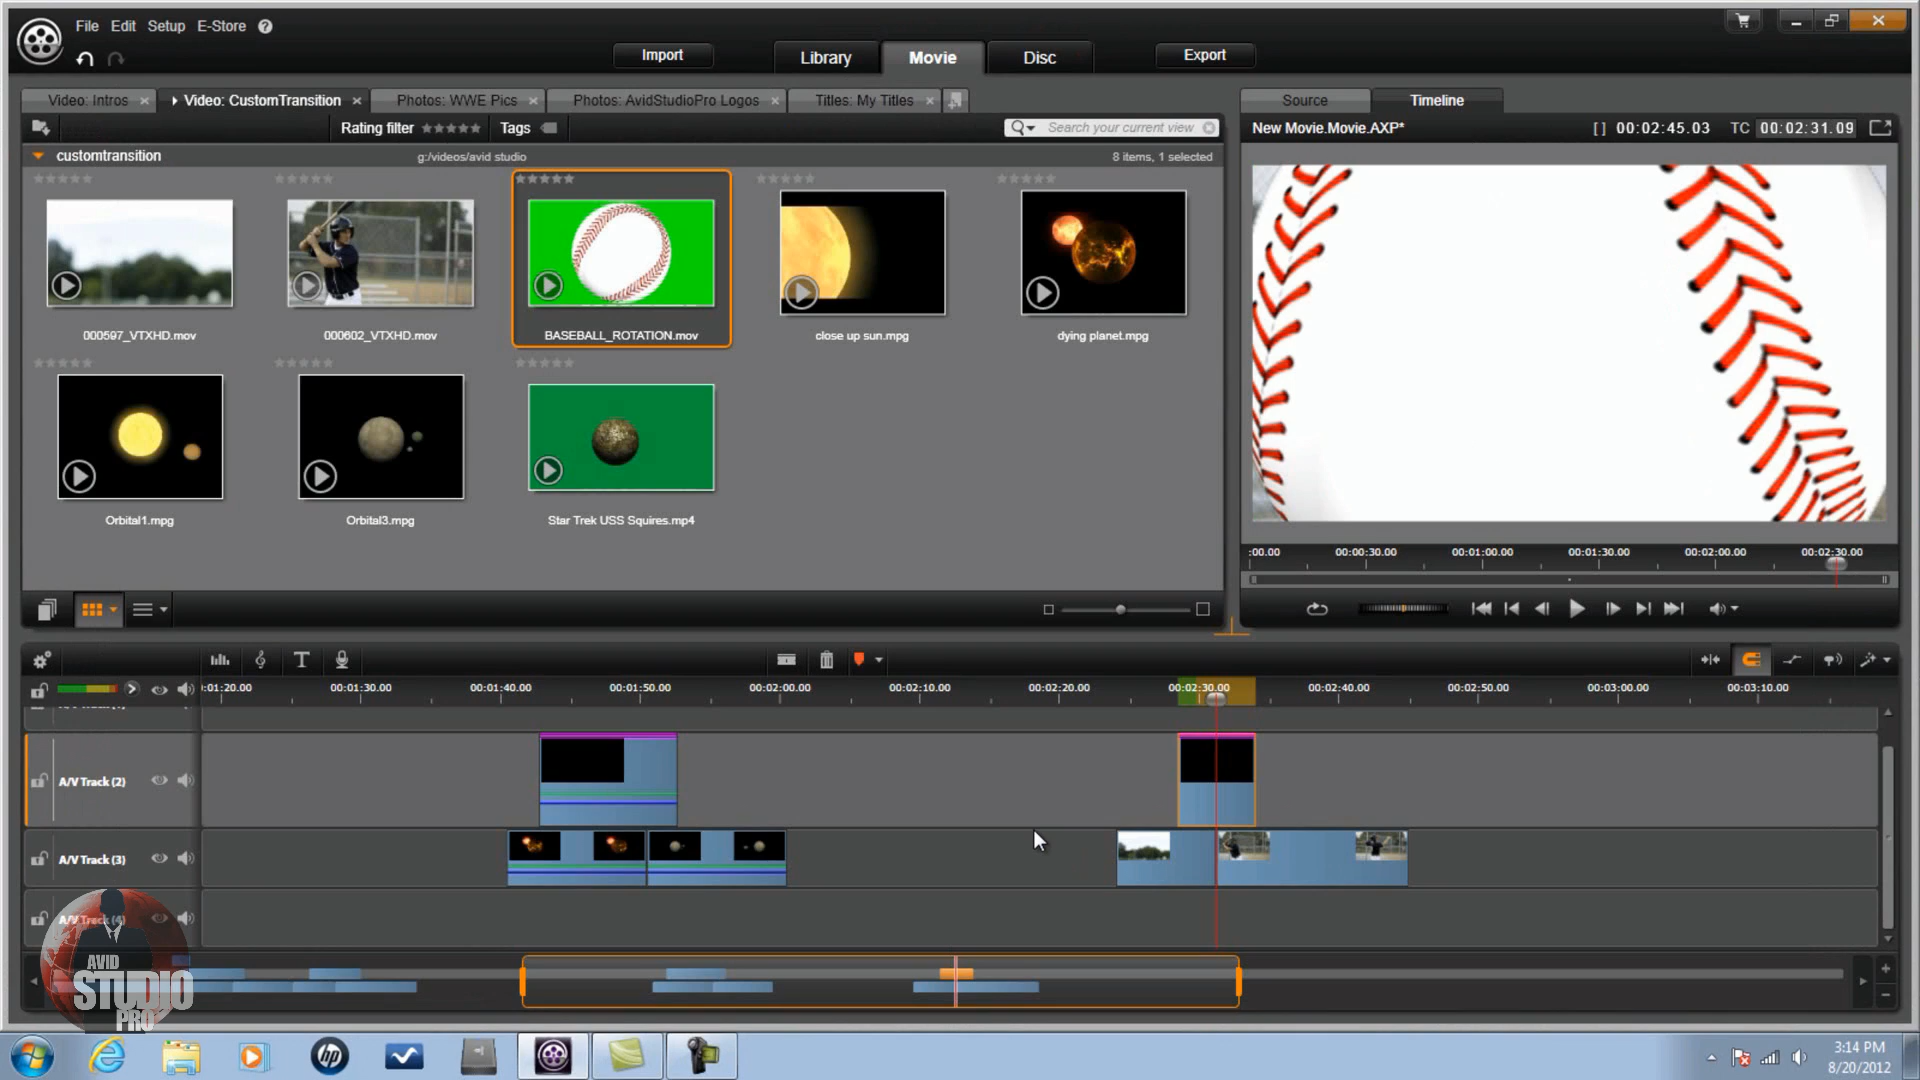 File Edit Setup E-Store ?
Import Library Movie Disc Export
Video: Intros Video: CustomTransition Photos: WWE Pics Photos: AvidStudioPro Logos Titles: My Titles
Source Timeline
Rating filter Tags Search your current view
New Movie.Movie.AXP* [ ] 00:02:45.03 TC 00:02:31.09
customtransition g:/videos/avid studio 8 items, 1 selected
000597_VTXHD.mov 000602_VTXHD.mov BASEBALL_ROTATION.mov close up sun.mpg dying planet.mpg
Orbital1.mpg Orbital3.mpg Star Trek USS Squires.mp4
:00.00 00:00:30.00 00:01:00.00 00:01:30.00 00:02:00.00 00:02:30.00
T
:01:20.00 00:01:30.00 00:01:40.00 00:01:50.00 00:02:00.00 00:02:10.00 00:02:20.00 00:02:30.00 00:02:40.00 00:02:50.00 00:03:00.00 00:03:10.00
A/V Track (2)
A/V Track (3)
A/V Track (4)
AVID
STUDIO
PRO
hp
3:14 PM
8/20/2012